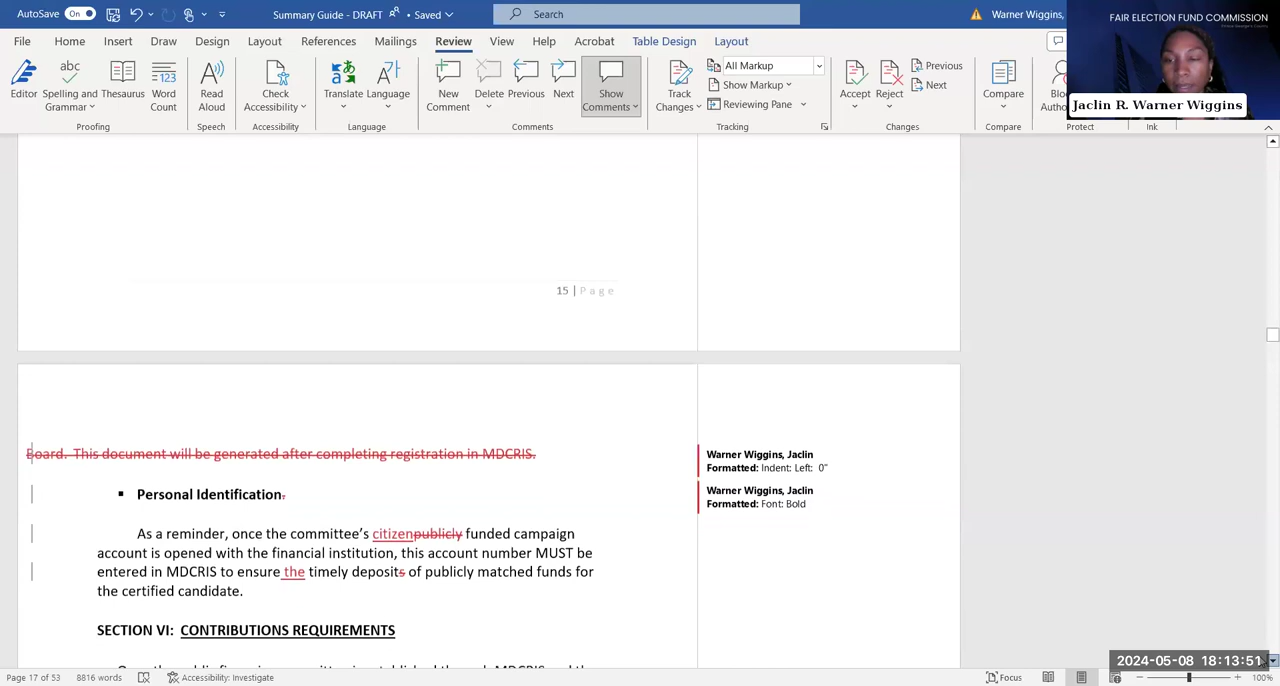 AutoSave On Summary Guide - DRAFT • Saved Search Warner Wiggins,
FAIR ELECTION FUND COMMISSION
File Home Insert Draw Design Layout References Mailings Review View Help Acrobat Table Design Layout
Editor Spelling and Grammar Thesaurus Word Count Read Aloud Check Accessibility Translate Language New Comment Delete Previous Next Show Comments Track Changes All Markup Show Markup Reviewing Pane Accept Reject Previous Next Compare
Jaclin R. Warner Wiggins
Proofing Speech Accessibility Language Comments Tracking Changes Compare Protect Ink
15 | Page
Board. This document will be generated after completing registration in MDCRIS.
Warner Wiggins, Jaclin
Formatted: Indent: Left: 0"
Warner Wiggins, Jaclin
Formatted: Font: Bold
▪ Personal Identification.
As a reminder, once the committee's citizenpublicly funded campaign
account is opened with the financial institution, this account number MUST be
entered in MDCRIS to ensure the timely deposits of publicly matched funds for
the certified candidate.
SECTION VI: CONTRIBUTIONS REQUIREMENTS
2024-05-08 18:13:51
Page 17 of 53 8816 words Accessibility: Investigate Focus 100%